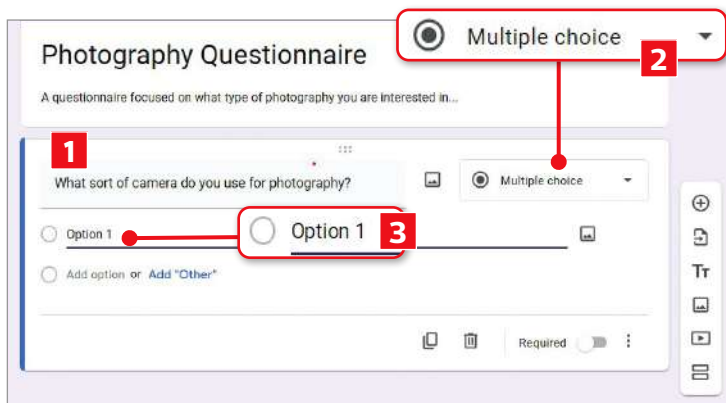 Photography Questionnaire
Multiple choice
2
A questionnaire focused on what type of photography you are interested in...
1
What sort of camera do you use for photography?
Multiple choice
Option 1
Option 1
3
Add option or Add "Other"
Tт
Required